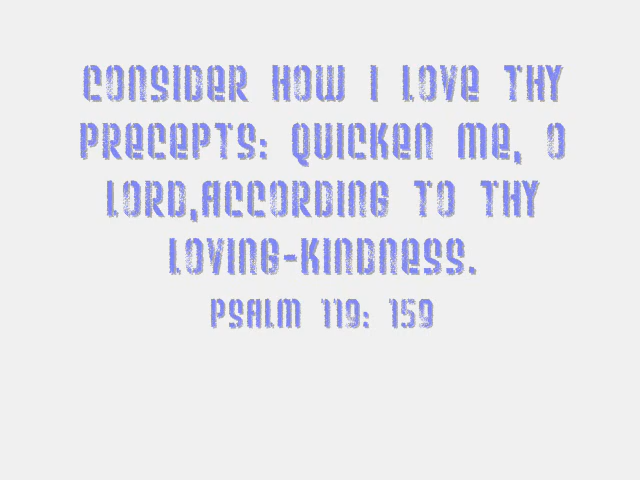 CONSIDER HOW I LOVE THY
PRECEPTS: QUICKEN ME, O
LORD,ACCORDING TO THY
LOVING-KINDNESS.
PSALM 119: 159